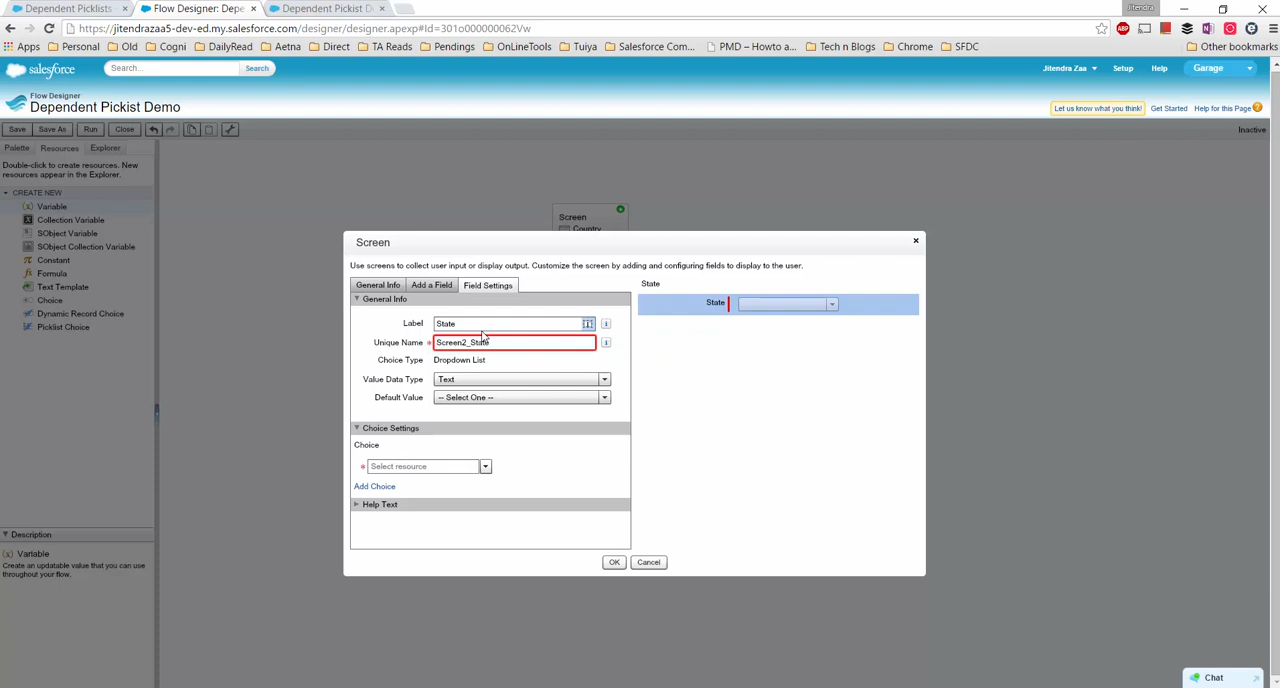 Dependent Picklists
Flow Designer: Depe
Dependent Picklist D
Jitendra
https://jitendrazaa5-dev-ed.my.salesforce.com/designer/designer.apexp#Id=301o000000062Vw
Apps
Personal
Old
Cogni
DailyRead
Aetna
Direct
TA Reads
Pendings
OnLineTools
Tuiya
Salesforce Com...
PMD – Howto a...
Tech n Blogs
Chrome
SFDC
Other bookmarks
salesforce
Search...
Search
Jitendra Zaa
Setup
Help
Garage
Flow Designer
Dependent Pickist Demo
Let us know what you think!
Get Started
Help for this Page
Save
Save As
Run
Close
Inactive
Palette
Resources
Explorer
Double-click to create resources. New
resources appear in the Explorer.
CREATE NEW
Variable
Collection Variable
SObject Variable
SObject Collection Variable
Constant
Formula
Text Template
Choice
Dynamic Record Choice
Picklist Choice
Description
Variable
Create an updatable value that you can use
throughout your flow.
Screen
Country
Screen
Use screens to collect user input or display output. Customize the screen by adding and configuring fields to display to the user.
General Info
Add a Field
Field Settings
General Info
Label
State
Unique Name
* Screen2_State
Choice Type
Dropdown List
Value Data Type
Text
Default Value
-- Select One --
Choice Settings
Choice
* Select resource
Add Choice
Help Text
State
State
OK
Cancel
Chat